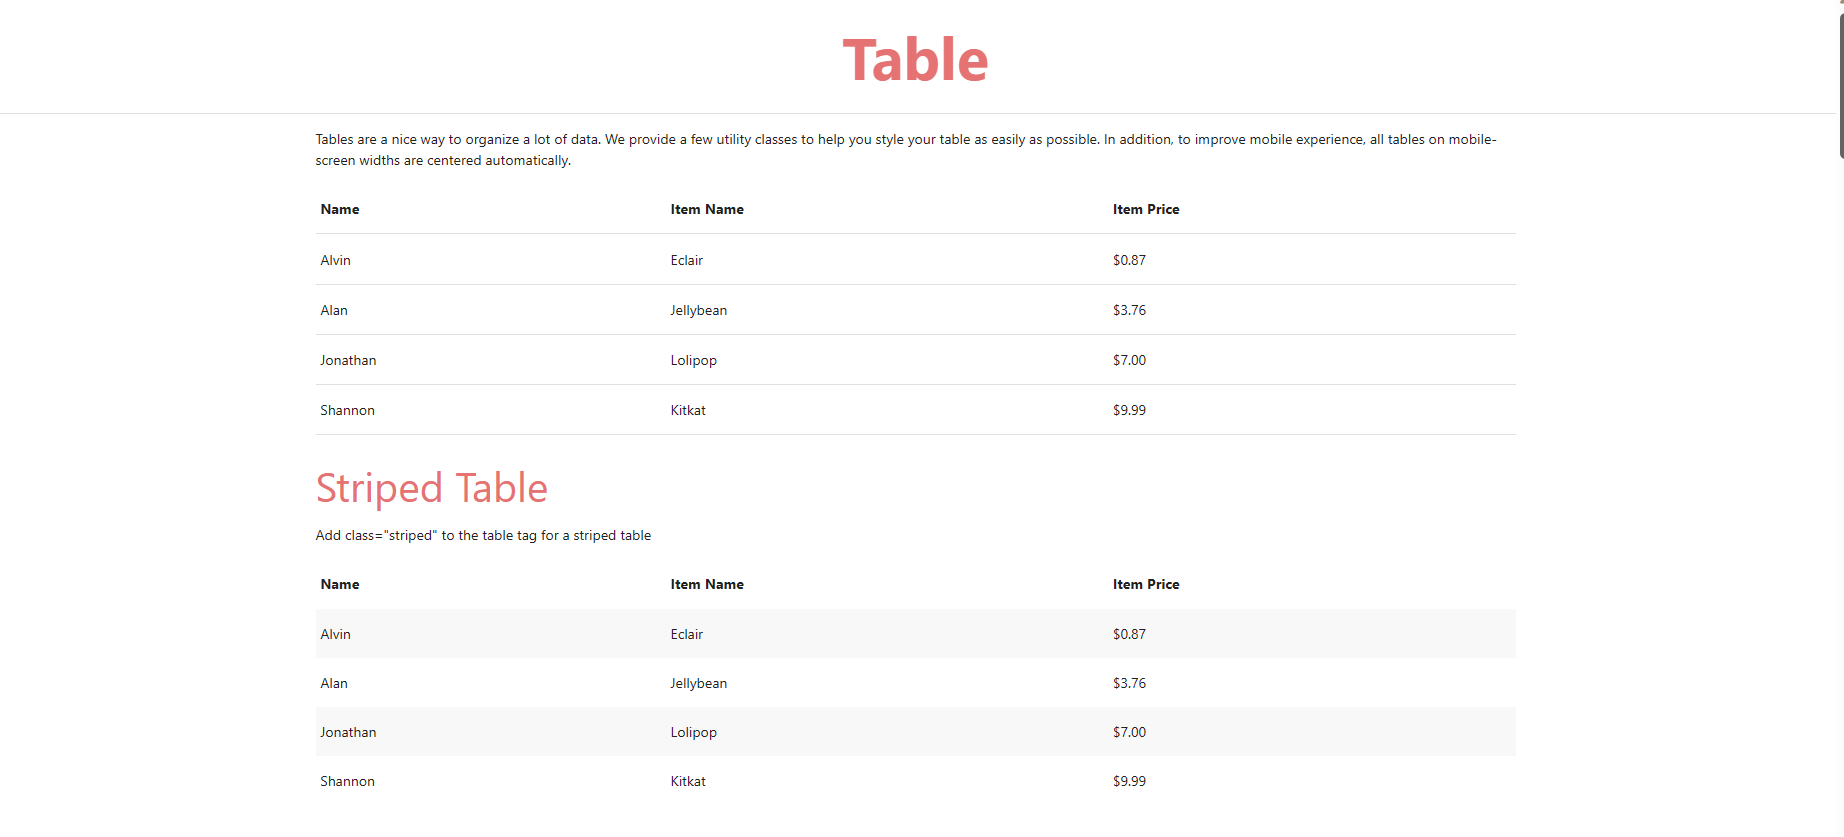 Table
Tables are a nice way to organize a lot of data. We provide a few utility classes to help you style your table as easily as possible. In addition, to improve mobile experience, all tables on mobile-
screen widths are centered automatically.
Name Item Name Item Price
Alvin Eclair $0.87
Alan Jellybean $3.76
Jonathan Lolipop $7.00
Shannon Kitkat $9.99
Striped Table
Add class="striped" to the table tag for a striped table
Name Item Name Item Price
Alvin Eclair $0.87
Alan Jellybean $3.76
Jonathan Lolipop $7.00
Shannon Kitkat $9.99